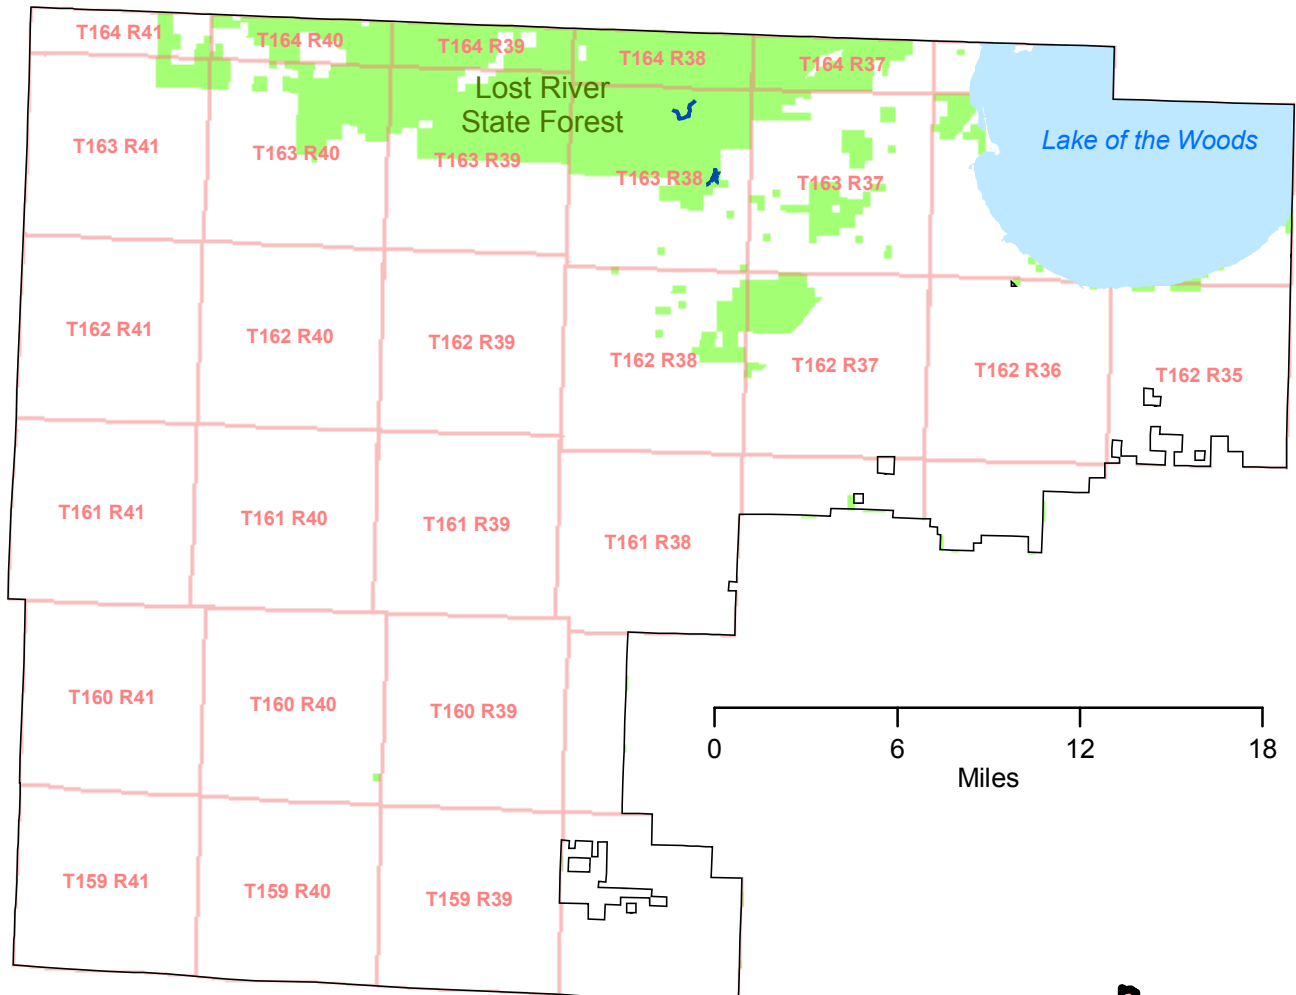 T164 R41
T164 R40
T164 R39
T164 R38
T164 R37
Lost River
State Forest
Lake of the Woods
T163 R41
T163 R40
T163 R39
T163 R38
T163 R37
T162 R41
T162 R40
T162 R39
T162 R38
T162 R37
T162 R36
T162 R35
T161 R41
T161 R40
T161 R39
T161 R38
T160 R41
T160 R40
T160 R39
0 6 12 18
Miles
T159 R41
T159 R40
T159 R39